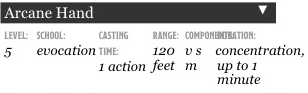 Arcane Hand ▼
LEVEL: SCHOOL: CASTING RANGE: COMPONENTS: DURATION:
5 evocation TIME: 120 v s concentration,
1 action feet m up to 1
minute